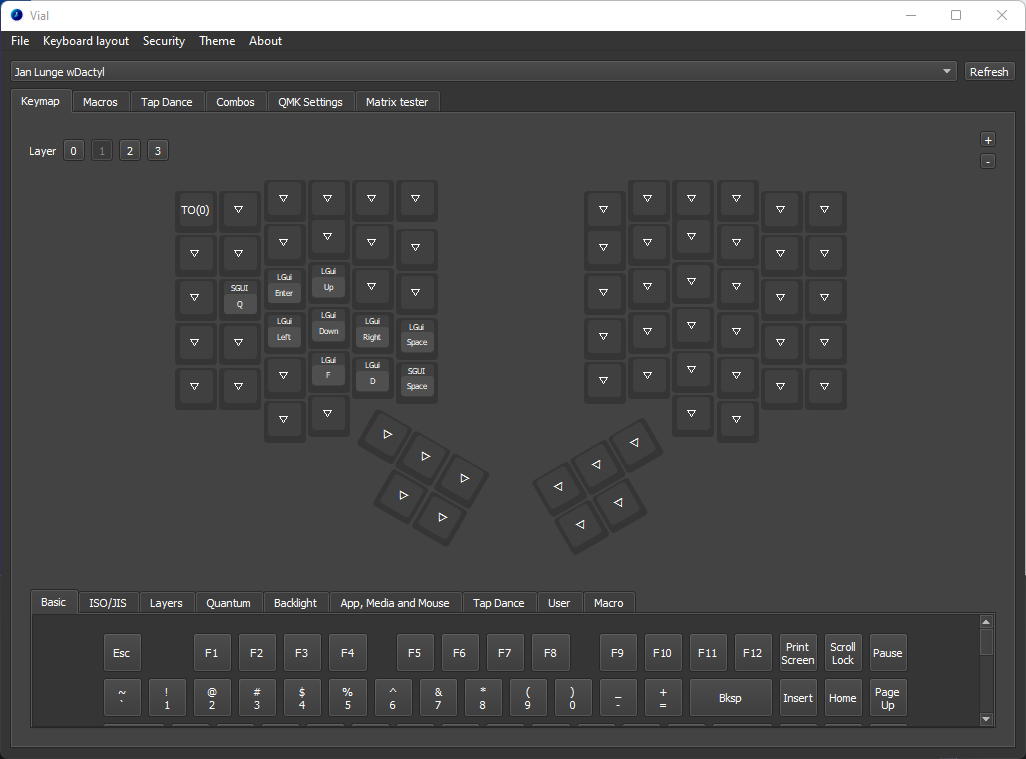 Vial
File Keyboard layout Security Theme About
Jan Lunge wDactyl Refresh
Keymap Macros Tap Dance Combos QMK Settings Matrix tester
Layer 0 1 2 3
+
-
TO(0)
LGui Enter
LGui Up
SGUI Q
LGui Left
LGui Down
LGui Right
LGui Space
LGui F
LGui D
SGUI Space
Basic ISO/JIS Layers Quantum Backlight App, Media and Mouse Tap Dance User Macro
Esc F1 F2 F3 F4 F5 F6 F7 F8 F9 F10 F11 F12 Print Screen Scroll Lock Pause
~ ! @ # $ % ^ & * ( ) _ +
` 1 2 3 4 5 6 7 8 9 0 - = Bksp Insert Home Page Up